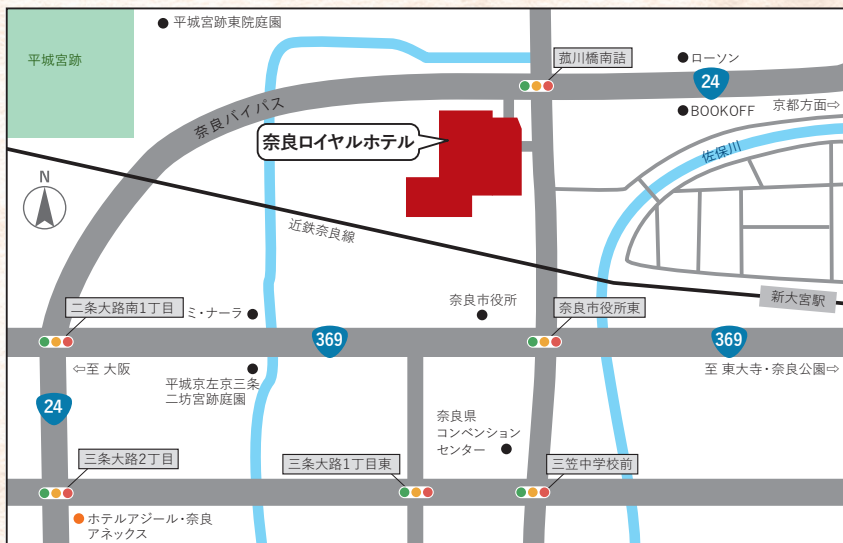 平城宮跡東院庭園
平城宮跡
菰川橋南詰
ローソン
24
BOOKOFF
京都方面⇨
奈良バイパス
奈良ロイヤルホテル
佐保川
N
近鉄奈良線
新大宮駅
二条大路南1丁目
ミ・ナーラ
奈良市役所
奈良市役所東
369
369
⇦至 大阪
平城京左京三条
二坊宮跡庭園
至 東大寺・奈良公園⇨
24
奈良県
コンベンション
センター
三条大路2丁目
三条大路1丁目東
三笠中学校前
ホテルアジール・奈良
アネックス